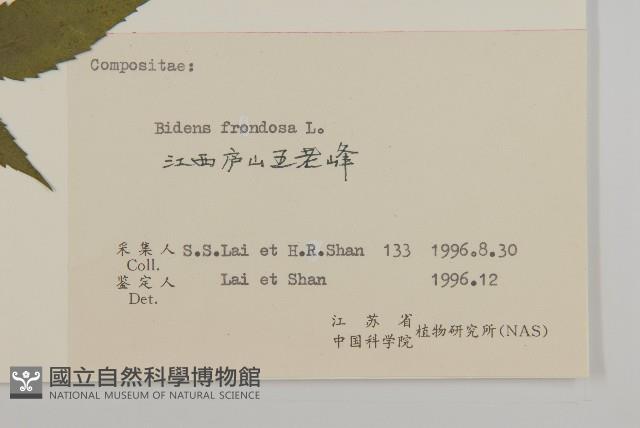 Compositae:
Bidens frondosa L.
江西庐山五老峰
采集人 S.S.Lai et H.R.Shan 133 1996.8.30
Coll.
鉴定人 Lai et Shan 1996.12
Det.
江苏省
中国科学院 植物研究所(NAS)
國立自然科學博物館
NATIONAL MUSEUM OF NATURAL SCIENCE